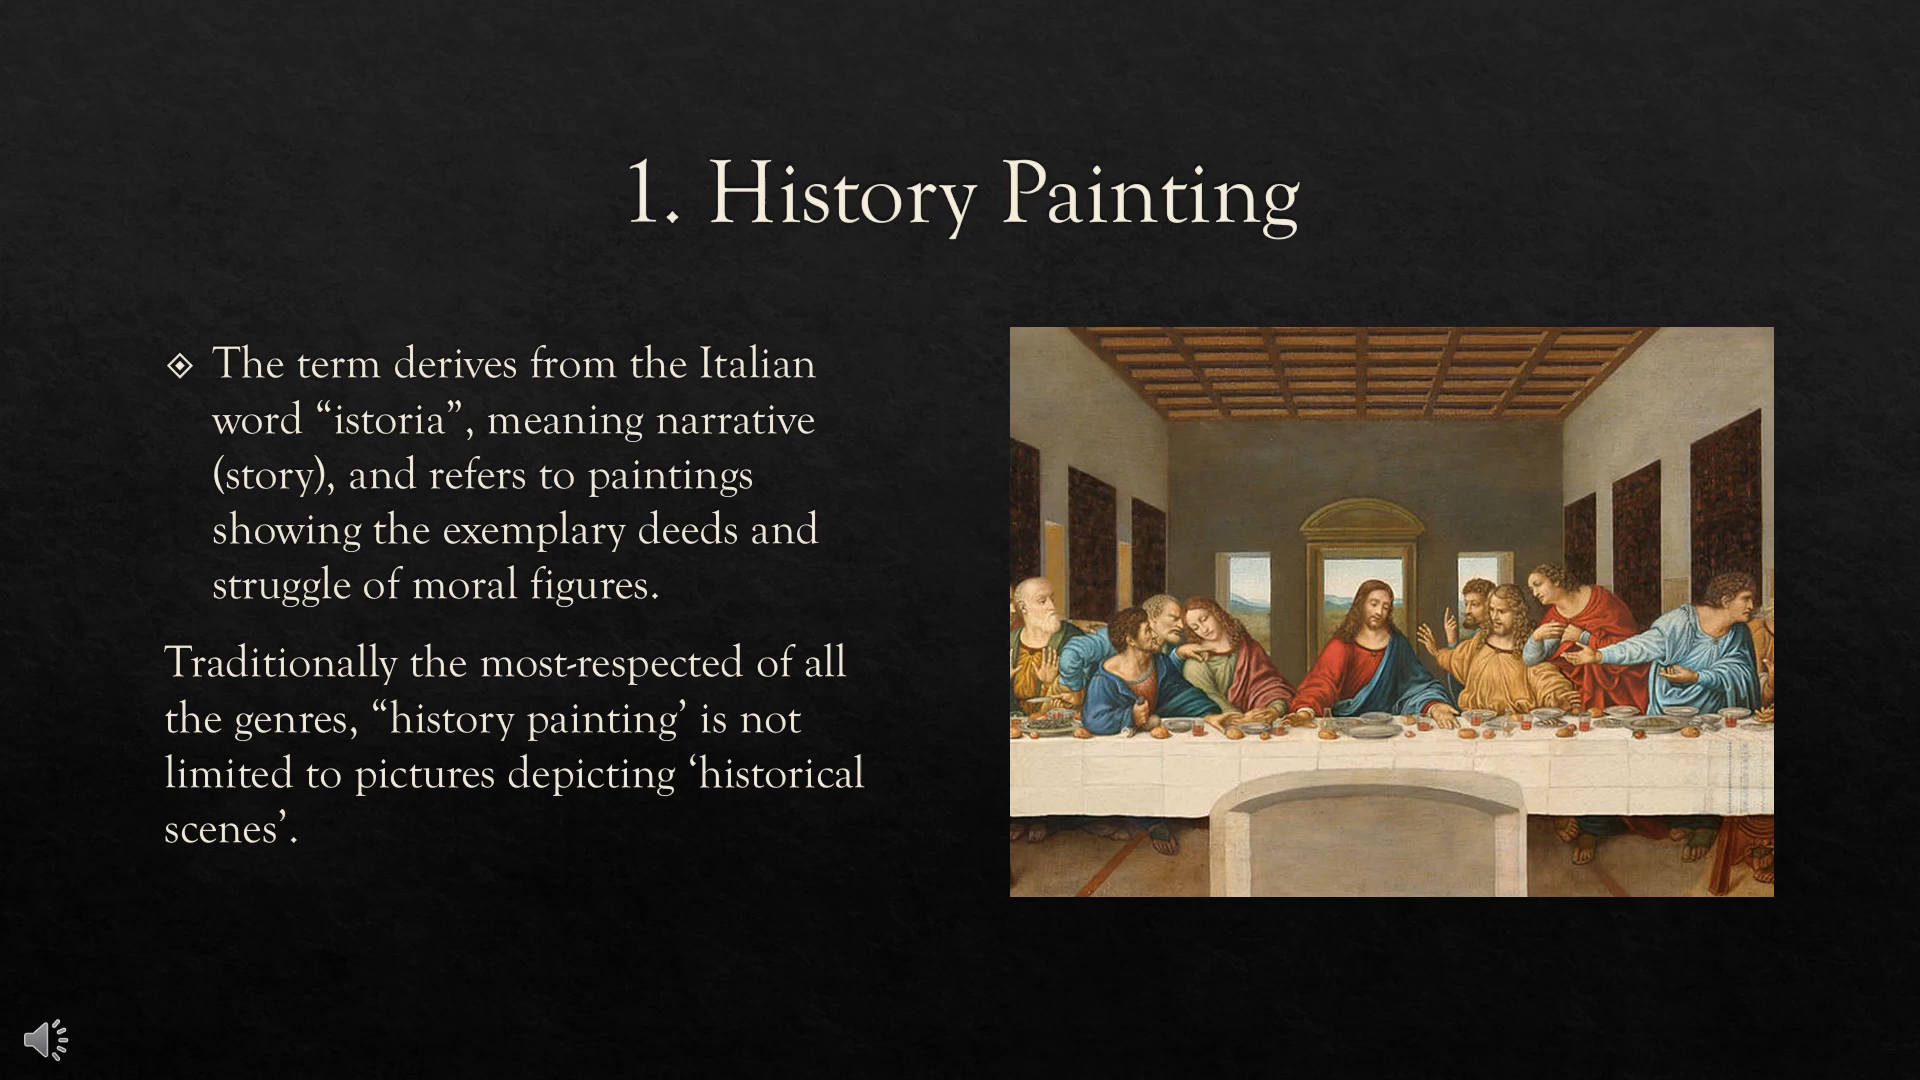 1. History Painting
The term derives from the Italian
word “istoria”, meaning narrative
(story), and refers to paintings
showing the exemplary deeds and
struggle of moral figures.
Traditionally the most-respected of all
the genres, “history painting’ is not
limited to pictures depicting ‘historical
scenes’.